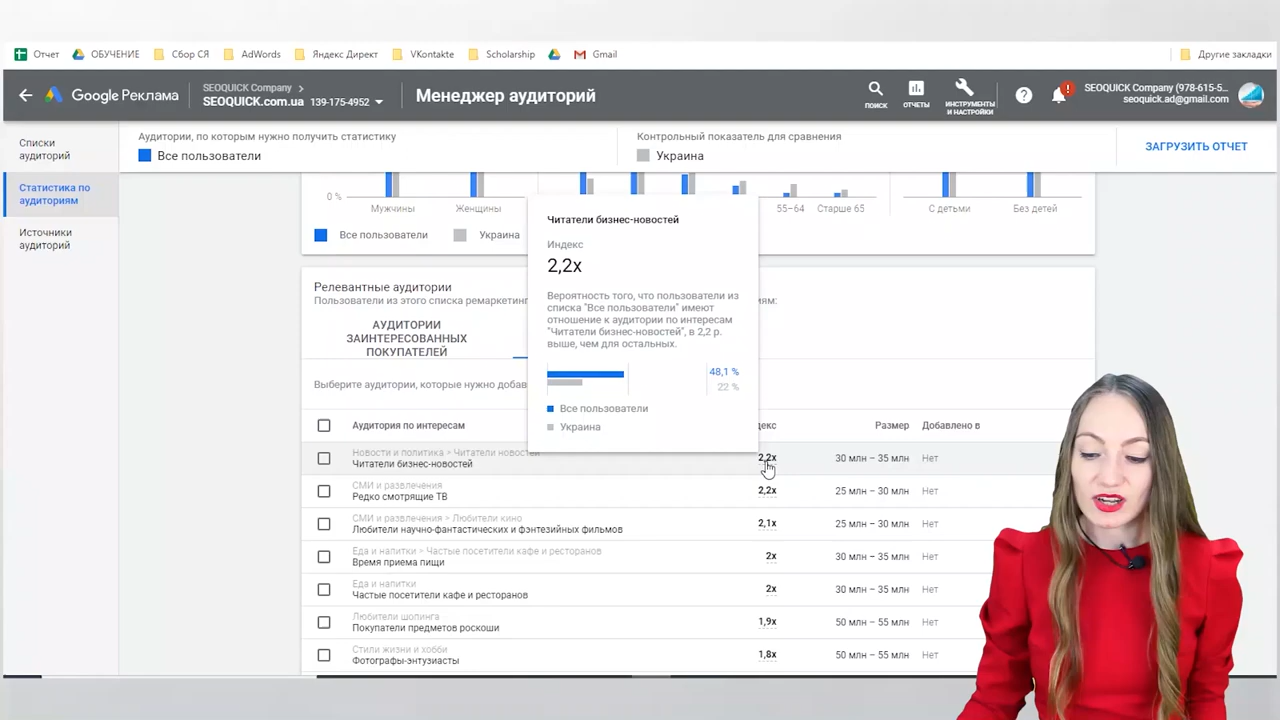 Отчет
ОБУЧЕНИЕ
Сбор СЯ
AdWords
Яндекс Директ
VKontakte
Scholarship
Gmail
Другие закладки
Google Реклама
SEOQUICK Company
SEOQUICK.com.ua 139-175-4952
Менеджер аудиторий
ПОИСК
ОТЧЕТЫ
ИНСТРУМЕНТЫ
И НАСТРОЙКИ
SEOQUICK Company (978-615-5...
seoquick.ad@gmail.com
Списки
аудиторий
Статистика по
аудиториям
Источники
аудиторий
Аудитории, по которым нужно получить статистику
Все пользователи
Контрольный показатель для сравнения
Украина
ЗАГРУЗИТЬ ОТЧЕТ
0 %
Мужчины
Женщины
55–64
Старше 65
С детьми
Без детей
Все пользователи
Украина
Читатели бизнес-новостей
Индекс
2,2x
Вероятность того, что пользователи из
списка "Все пользователи" имеют
отношение к аудитории по интересам
"Читатели бизнес-новостей", в 2,2 р.
выше, чем для остальных.
48,1 %
22 %
Все пользователи
Украина
Релевантные аудитории
Пользователи из этого списка ремаркетинг
иям:
АУДИТОРИИ
ЗАИНТЕРЕСОВАННЫХ
ПОКУПАТЕЛЕЙ
Выберите аудитории, которые нужно добав
Аудитория по интересам
екс
Размер
Добавлено в
Новости и политика > Читатели новостей
Читатели бизнес-новостей
2,2x
30 млн – 35 млн
Нет
СМИ и развлечения
Редко смотрящие ТВ
2,2x
25 млн – 30 млн
Нет
СМИ и развлечения > Любители кино
Любители научно-фантастических и фэнтезийных фильмов
2,1x
25 млн – 30 млн
Нет
Еда и напитки > Частые посетители кафе и ресторанов
Время приема пищи
2x
30 млн – 35 млн
Нет
Еда и напитки
Частые посетители кафе и ресторанов
2x
30 млн – 35 млн
Нет
Любители шопинга
Покупатели предметов роскоши
1,9x
50 млн – 55 млн
Нет
Стили жизни и хобби
Фотографы-энтузиасты
1,8x
50 млн – 55 млн
Нет